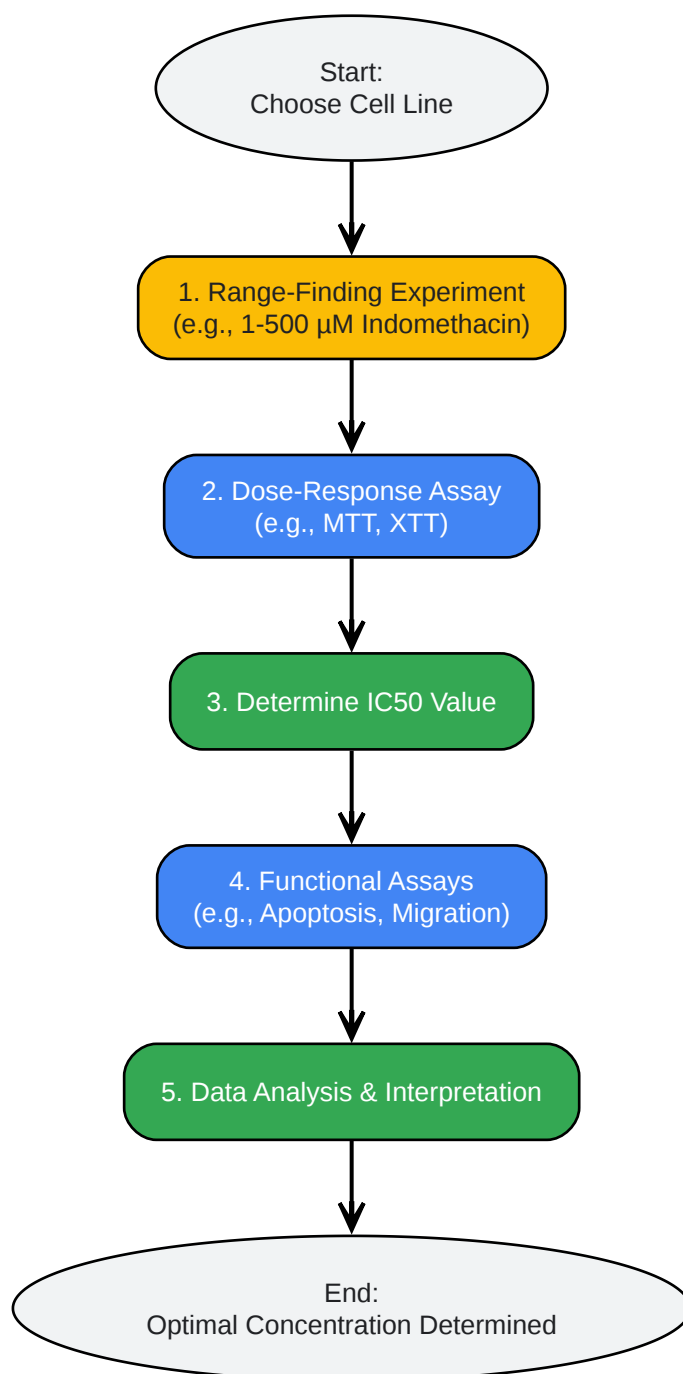 Start:
Choose Cell Line
1. Range-Finding Experiment
(e.g., 1-500 µM Indomethacin)
2. Dose-Response Assay
(e.g., MTT, XTT)
3. Determine IC50 Value
4. Functional Assays
(e.g., Apoptosis, Migration)
5. Data Analysis & Interpretation
End:
Optimal Concentration Determined